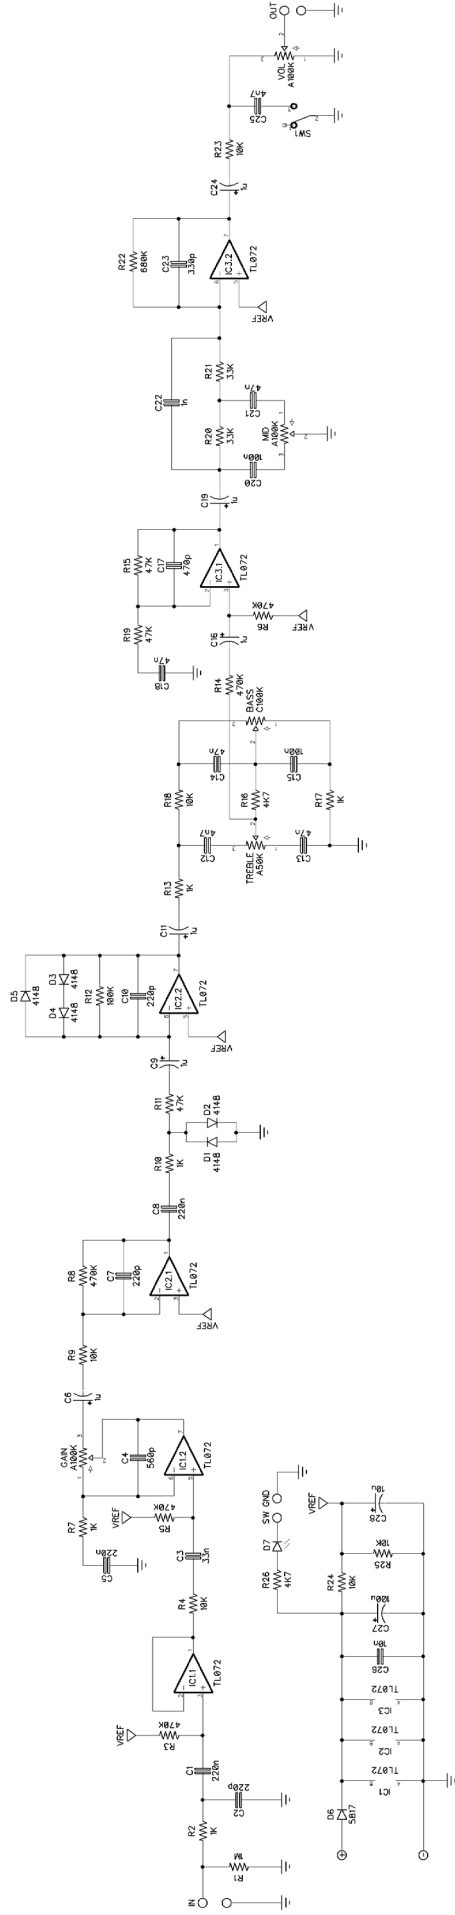 IN
R1
1M
R2
1K
C2
220p
C1
220n
VREF
R3
470K
IC1.1
TL072
R4
10K
C3
33n
VREF
R5
470K
C5
220n
R7
1K
IC1.2
TL072
C4
560p
GAIN
A100K
C6
1u
R9
10K
R8
470K
C7
220p
IC2.1
TL072
VREF
C8
220n
R10
1K
D1
4148
D2
4148
R11
47K
C9
1u
VREF
IC2.2
TL072
D5
4148
D4
4148
D3
4148
R12
100K
C10
220p
C11
1u
R13
1K
C12
4n7
TREBLE
A50K
C13
47n
R18
10K
R16
4K7
R17
1K
C14
47n
C15
100n
BASS
C100K
R14
470K
C16
1u
R6
470K
VREF
C18
47n
R19
47K
R15
47K
C17
470p
IC3.1
TL072
C19
1u
C20
100n
MID
A100K
C21
47n
R20
33K
R21
33K
C22
1n
VREF
IC3.2
TL072
R22
680K
C23
330p
C24
1u
R23
10K
C25
4n7
SW1
VOL
A100K
OUT
D6
5817
IC1
TL072
IC2
TL072
IC3
TL072
C26
10n
C27
100u
R24
10K
R25
10K
C28
10u
VREF
R26
4K7
D7
SW GND